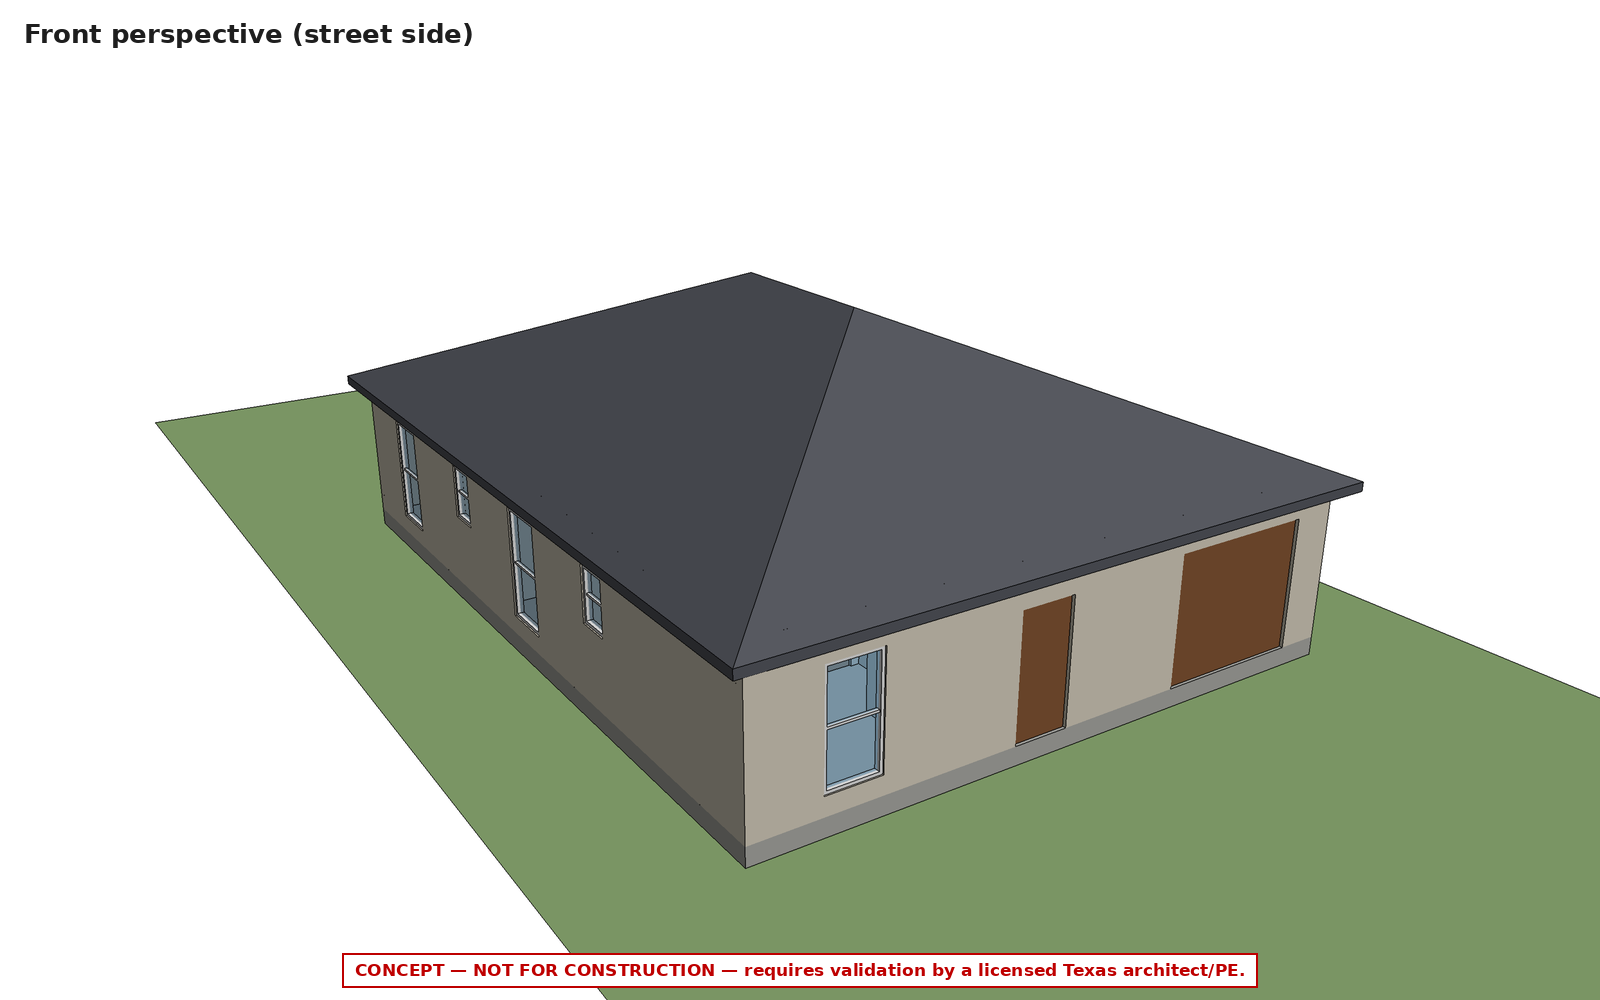 Front perspective (street side)
CONCEPT — NOT FOR CONSTRUCTION — requires validation by a licensed Texas architect/PE.